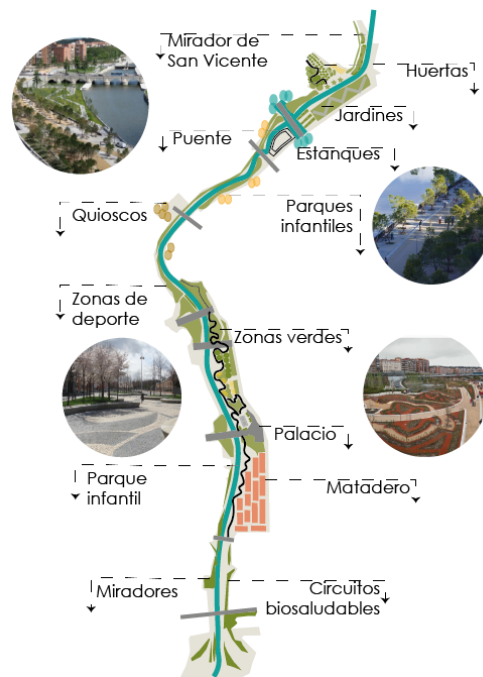 Mirador de
San Vicente
Huertas
Jardines
Puente
Estanques
Quioscos
Parques
infantiles
Zonas de
deporte
Zonas verdes
Palacio
Parque
infantil
Matadero
Miradores
Circuitos
biosaludables